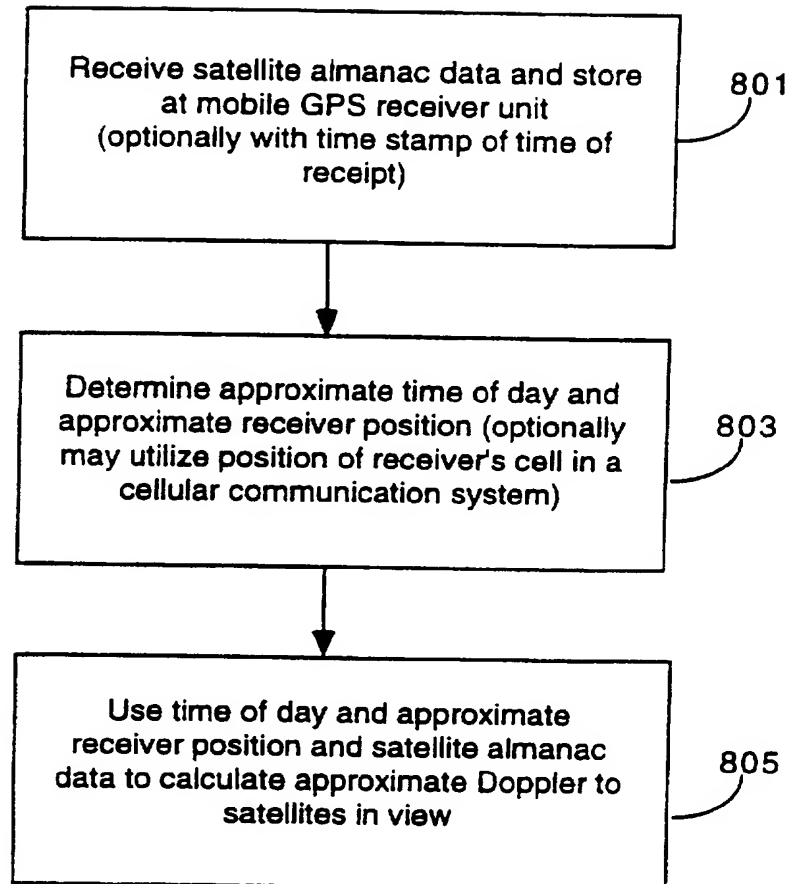 Receive satellite almanac data and store
at mobile GPS receiver unit
(optionally with time stamp of time of
receipt)
801
Determine approximate time of day and
approximate receiver position (optionally
may utilize position of receiver's cell in a
cellular communication system)
803
Use time of day and approximate
receiver position and satellite almanac
data to calculate approximate Doppler to
satellites in view
805